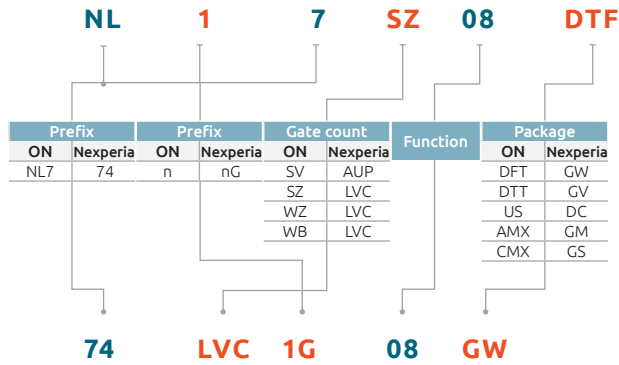 NL 1 7 SZ 08 DTF
Prefix Prefix Gate count Function Package
ON Nexperia ON Nexperia ON Nexperia ON Nexperia
NL7 74 n nG SV AUP DFT GW
SZ LVC DTT GV
WZ LVC US DC
WB LVC AMX GM
CMX GS
74 LVC 1G 08 GW